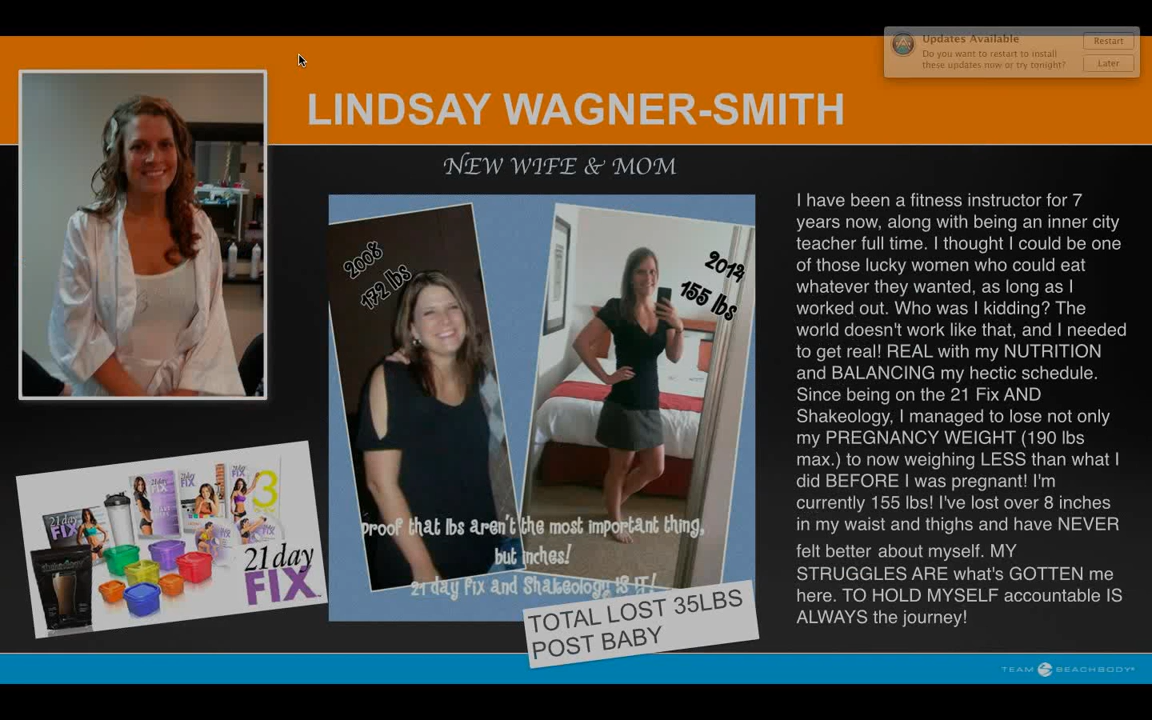 Updates Available
Do you want to restart to install
these updates now or try tonight?
Restart
Later
LINDSAY WAGNER-SMITH
NEW WIFE & MOM
2008
172 lbs
2014
155 lbs
proof that lbs aren't the most important thing,
but inches!
21 day Fix and Shakeology IS IT!
TOTAL LOST 35LBS
POST BABY
I have been a fitness instructor for 7
years now, along with being an inner city
teacher full time. I thought I could be one
of those lucky women who could eat
whatever they wanted, as long as I
worked out. Who was I kidding? The
world doesn't work like that, and I needed
to get real! REAL with my NUTRITION
and BALANCING my hectic schedule.
Since being on the 21 Fix AND
Shakeology, I managed to lose not only
my PREGNANCY WEIGHT (190 lbs
max.) to now weighing LESS than what I
did BEFORE I was pregnant! I'm
currently 155 lbs! I've lost over 8 inches
in my waist and thighs and have NEVER
felt better about myself. MY
STRUGGLES ARE what's GOTTEN me
here. TO HOLD MYSELF accountable IS
ALWAYS the journey!
21 day
FIX
21 day
FIX
3
TEAM BEACHBODY